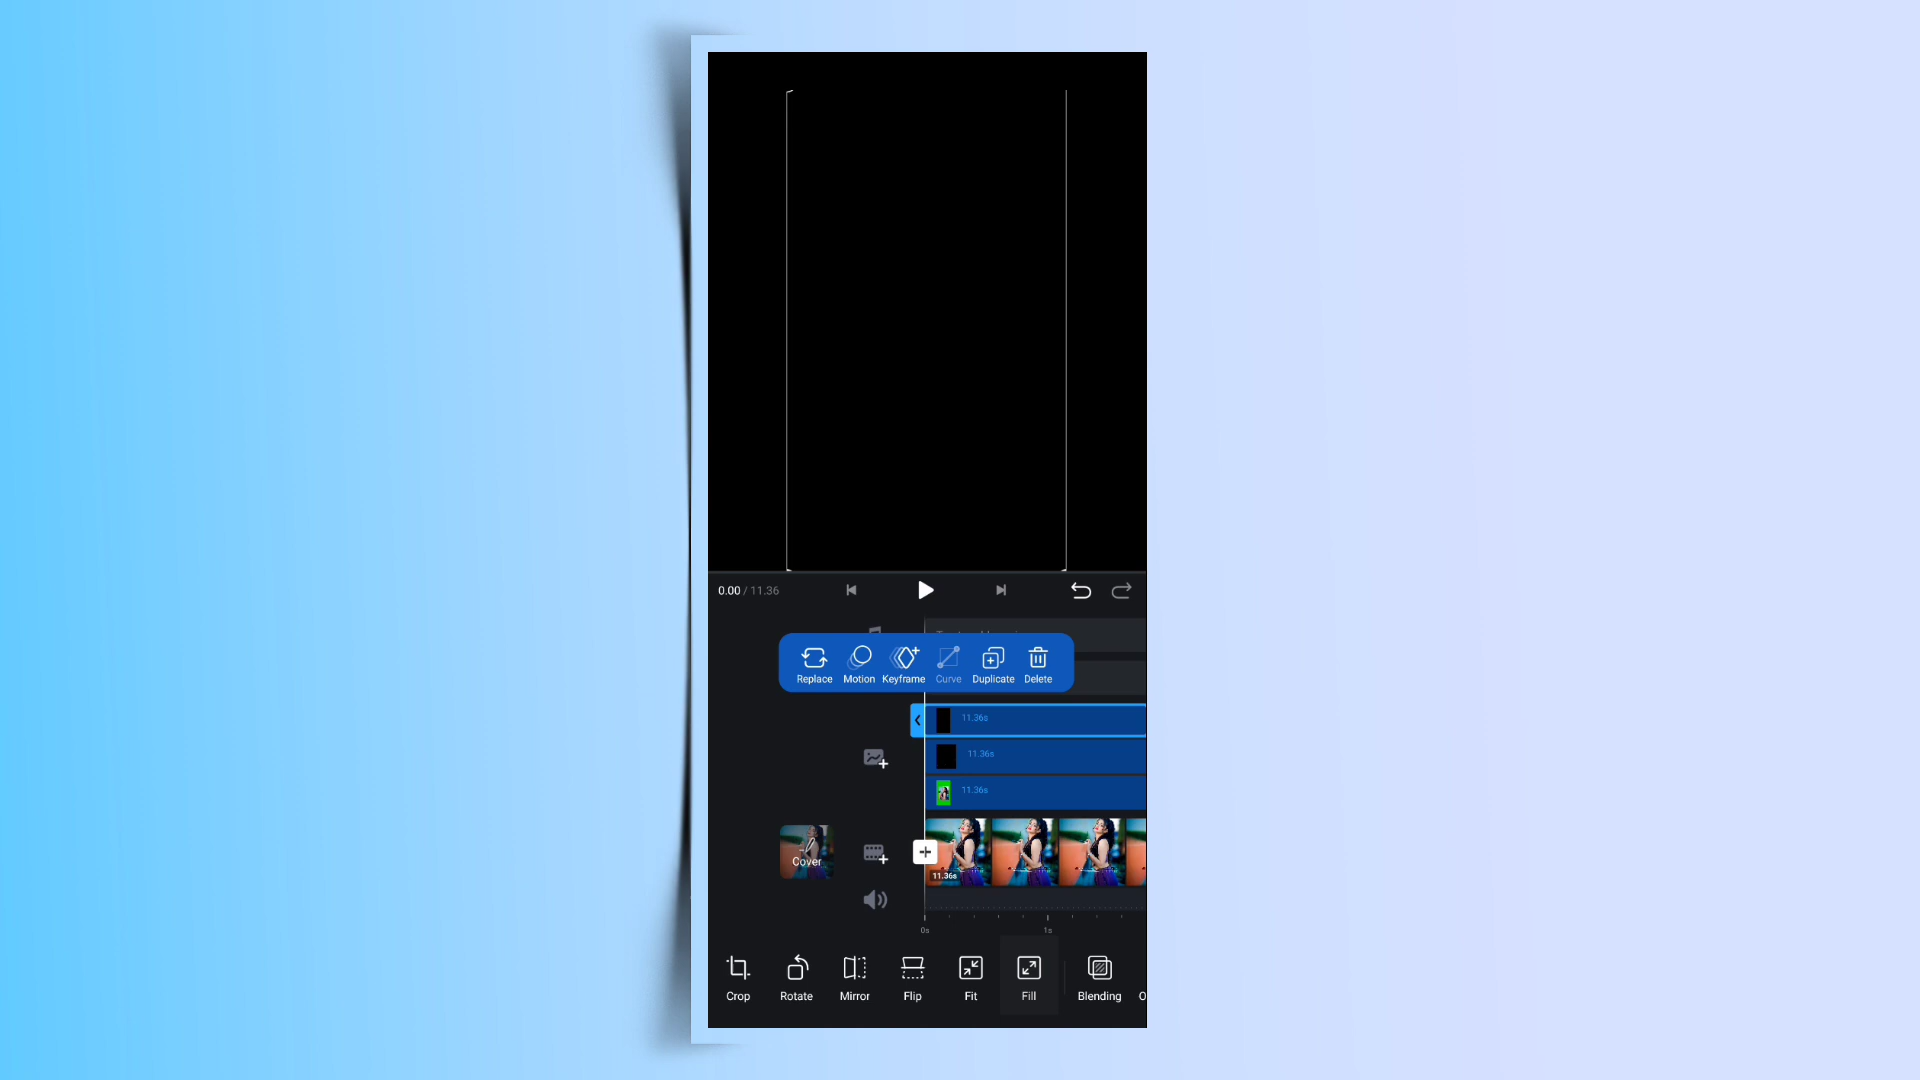 0.00 / 11.36
Replace Motion Keyframe Curve Duplicate Delete
11.36s
11.36s
11.36s
Cover
11.36s
0s 1s
Crop Rotate Mirror Flip Fit Fill Blending O